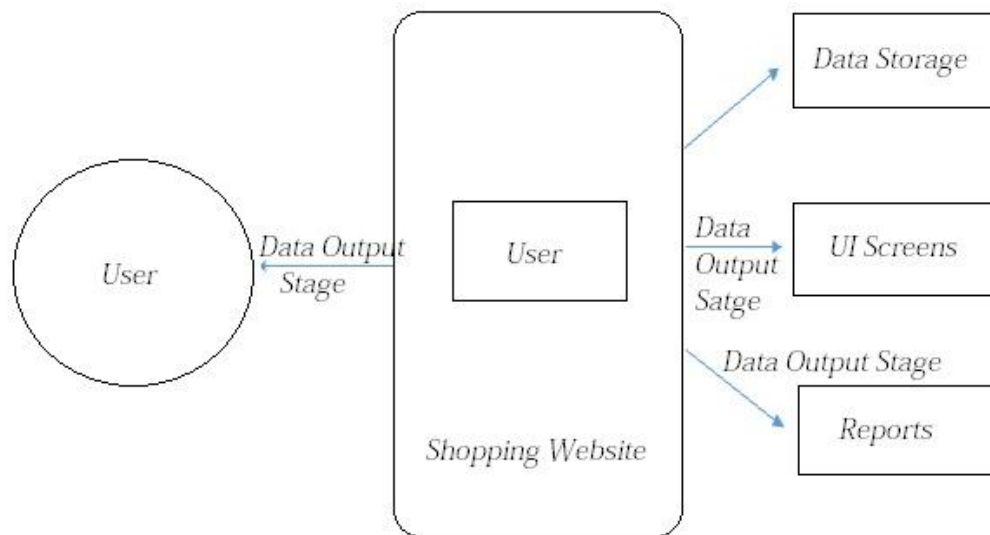 User
Data Output
Stage
User
Shopping Website
Data Storage
Data
Output
Satge
UI Screens
Data Output Stage
Reports